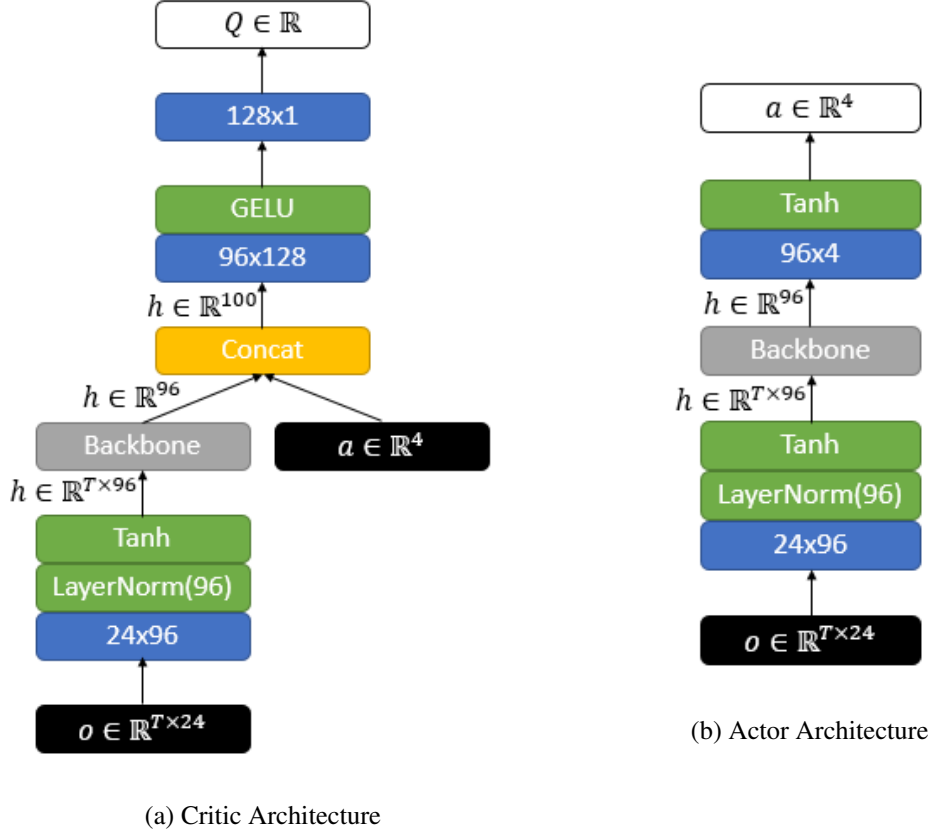 Q ∈ ℝ
128x1
GELU
96x128
h ∈ ℝ^100
Concat
h ∈ ℝ^96
Backbone
a ∈ ℝ^4
h ∈ ℝ^{T×96}
Tanh
LayerNorm(96)
24x96
o ∈ ℝ^{T×24}
(a) Critic Architecture
a ∈ ℝ^4
Tanh
96x4
h ∈ ℝ^96
Backbone
h ∈ ℝ^{T×96}
Tanh
LayerNorm(96)
24x96
o ∈ ℝ^{T×24}
(b) Actor Architecture